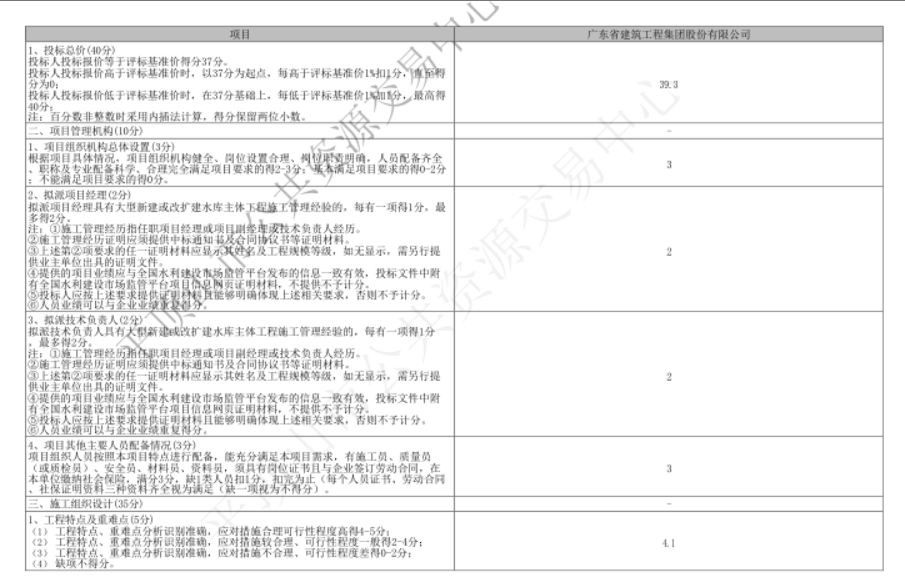 项目
广东省建筑工程集团股份有限公司
1、投标总价(40分)
投标人投标报价等于评标基准价得分37分。
投标人投标报价高于评标基准价时，以37分为起点，每高于评标基准价1%扣1分，直至得
分为0；
投标人投标报价低于评标基准价时，在37分基础上，每低于评标基准价1%加1分，最高得
40分；
注：百分数非整数时采用内插法计算，得分保留两位小数。
39.3
二、项目管理机构(10分)
-
1、项目组织机构总体设置(3分)
根据项目具体情况，项目组织机构健全、岗位设置合理、岗位职责明确，人员配备齐全
、职称及专业配备科学、合理完全满足项目要求的得2-3分；基本满足项目要求的得0-2分
；不能满足项目要求的得0分。
3
2、拟派项目经理(2分)
拟派项目经理具有大型新建或改扩建水库主体工程施工管理经验的，每有一项得1分，最
多得2分。
注：①施工管理经历指任职项目经理或项目副经理或技术负责人经历。
②施工管理经历证明应须提供中标通知书及合同协议书等证明材料。
③上述第②项要求的任一证明材料应显示其姓名及工程规模等级，如无显示，需另行提
供业主单位出具的证明文件。
④提供的项目业绩应与全国水利建设市场监管平台发布的信息一致有效，投标文件中附
有全国水利建设市场监管平台项目信息网页证明材料，不提供不予计分。
⑤投标人应按上述要求提供证明材料且能够明确体现上述相关要求，否则不予计分。
⑥人员业绩可以与企业业绩重复得分。
2
3、拟派技术负责人(2分)
拟派技术负责人具有大型新建或改扩建水库主体工程施工管理经验的，每有一项得1分
，最多得2分。
注：①施工管理经历指任职项目经理或项目副经理或技术负责人经历。
②施工管理经历证明应须提供中标通知书及合同协议书等证明材料。
③上述第②项要求的任一证明材料应显示其姓名及工程规模等级，如无显示，需另行提
供业主单位出具的证明文件。
④提供的项目业绩应与全国水利建设市场监管平台发布的信息一致有效，投标文件中附
有全国水利建设市场监管平台项目信息网页证明材料，不提供不予计分。
⑤投标人应按上述要求提供证明材料且能够明确体现上述相关要求，否则不予计分。
⑥人员业绩可以与企业业绩重复得分。
2
4、项目其他主要人员配备情况(3分)
项目组织人员按照本项目特点进行配备，能充分满足本项目需求，有施工员、质量员
（或质检员）、安全员、材料员、资料员，须具有岗位证书且与企业签订劳动合同，在
本单位缴纳社会保险，满分3分，缺1类人员扣1分，扣完为止（每个人员证书、劳动合同
、社保证明资料三种资料齐全视为满足（缺一项视为不得分）。
3
三、施工组织设计(35分)
-
1、工程特点及重难点(5分)
（1） 工程特点、重难点分析识别准确，应对措施合理可行性程度高得4-5分；
（2） 工程特点、重难点分析识别准确，应对措施较合理、可行性程度一般得2-4分；
（3） 工程特点、重难点分析识别准确，应对措施不合理、可行性程度差得0-2分；
（4） 缺项不得分。
4.1
平顶山市公共资源交易中心
平顶山市公共资源交易中心